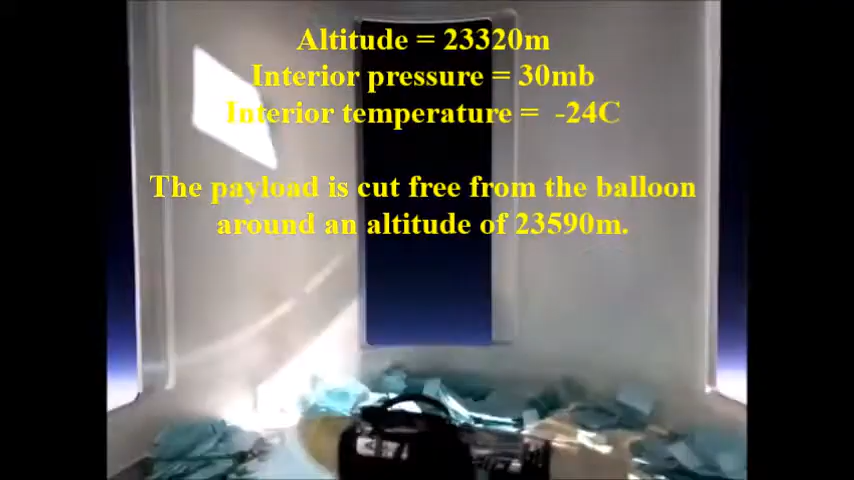 Altitude = 23320m
Interior pressure = 30mb
Interior temperature = -24C
The payload is cut free from the balloon
around an altitude of 23590m.